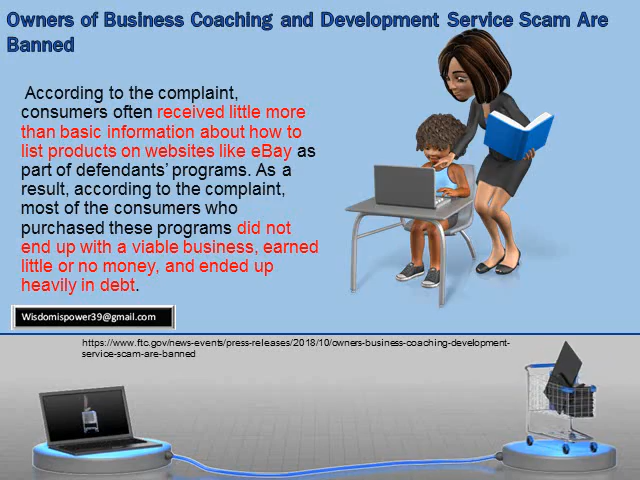 Owners of Business Coaching and Development Service Scam Are
Banned
According to the complaint,
consumers often received little more
than basic information about how to
list products on websites like eBay as
part of defendants' programs. As a
result, according to the complaint,
most of the consumers who
purchased these programs did not
end up with a viable business, earned
little or no money, and ended up
heavily in debt.
Wisdomispower39@gmail.com
https://www.ftc.gov/news-events/press-releases/2018/10/owners-business-coaching-development-
service-scam-are-banned